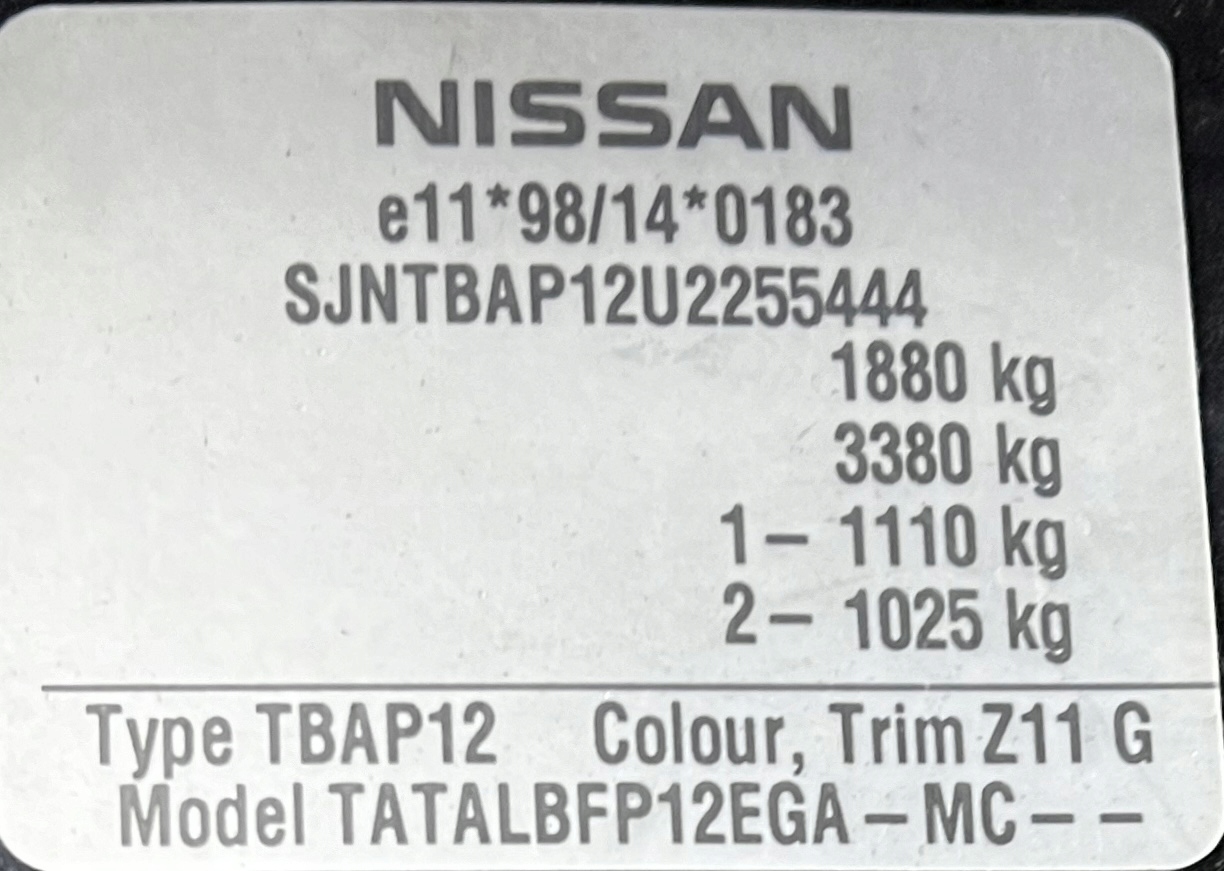 NISSAN
e11*98/14*0183
SJNTBAP12U2255444
1880 kg
3380 kg
1– 1110 kg
2– 1025 kg
Type TBAP12 Colour, Trim Z11 G
Model TATALBFP12EGA–MC––